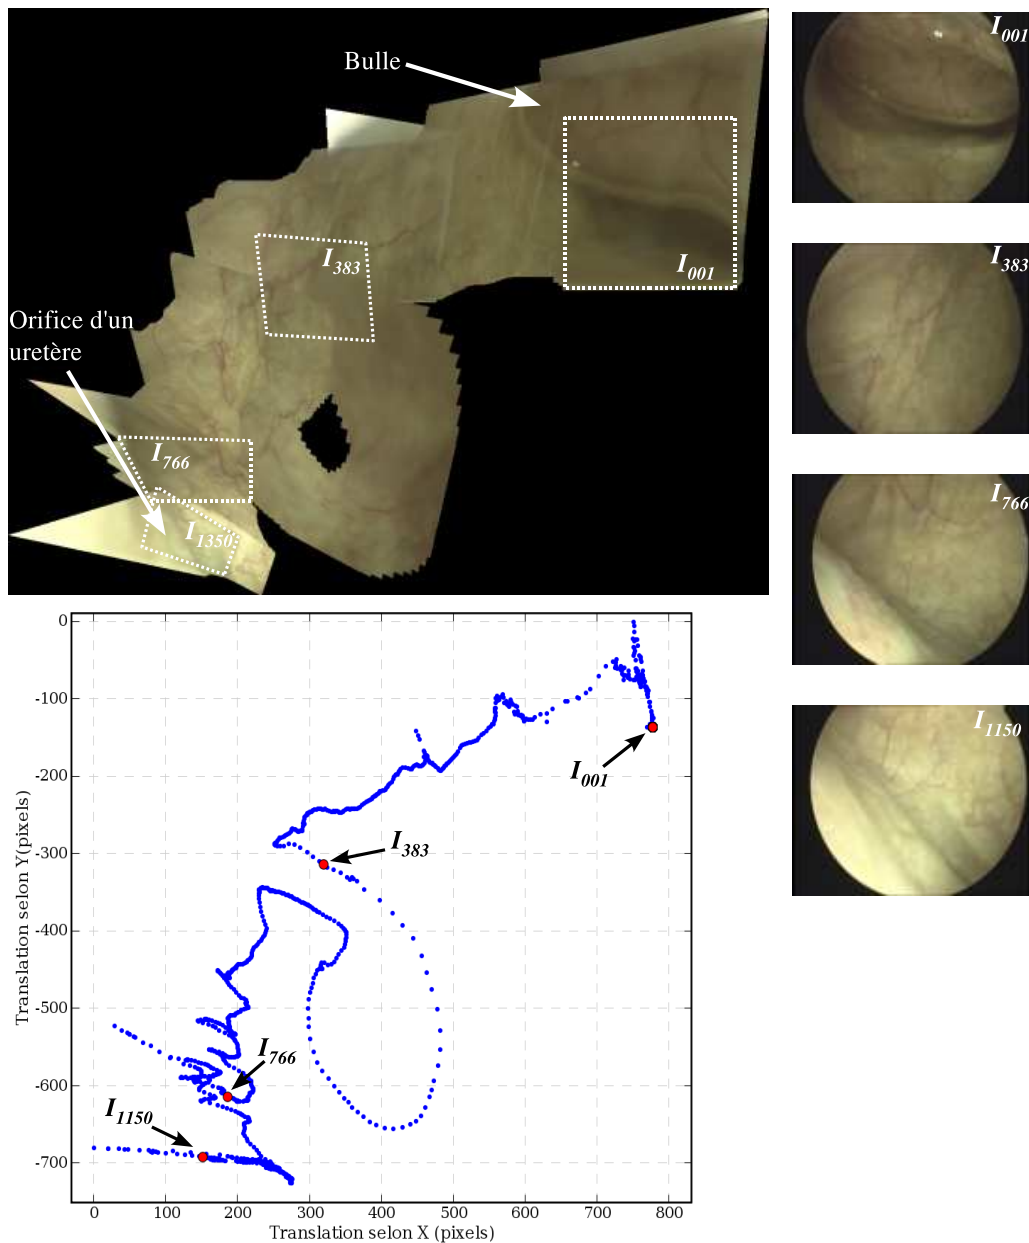 Bulle
I001
I383
I001
Orifice d'un
uretère
I766
I1350
I001
I383
I766
I1150
0
-100
-200
-300
-400
-500
-600
-700
0 100 200 300 400 500 600 700 800
Translation selon X (pixels)
Translation selon Y(pixels)
I001
I383
I766
I1150